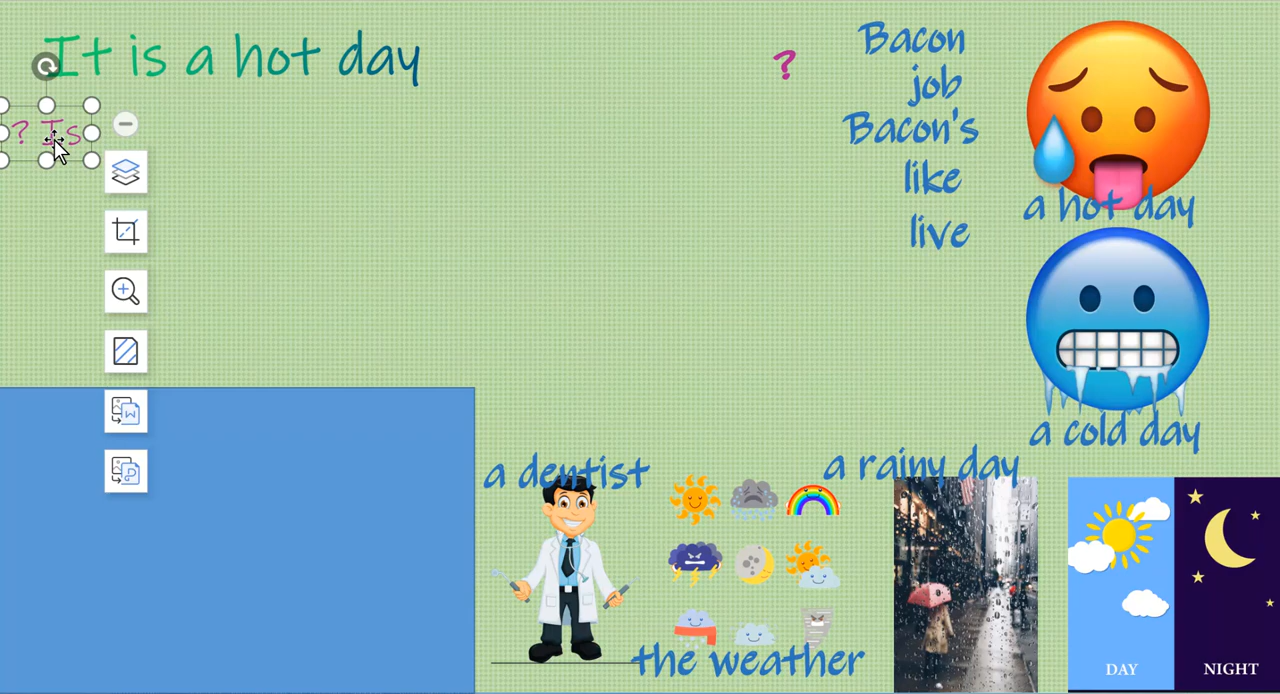 It is a hot day
?
Bacon
job
Bacon's
like
live
? Is
a hot day
a cold day
a dentist
a rainy day
the weather
DAY
NIGHT